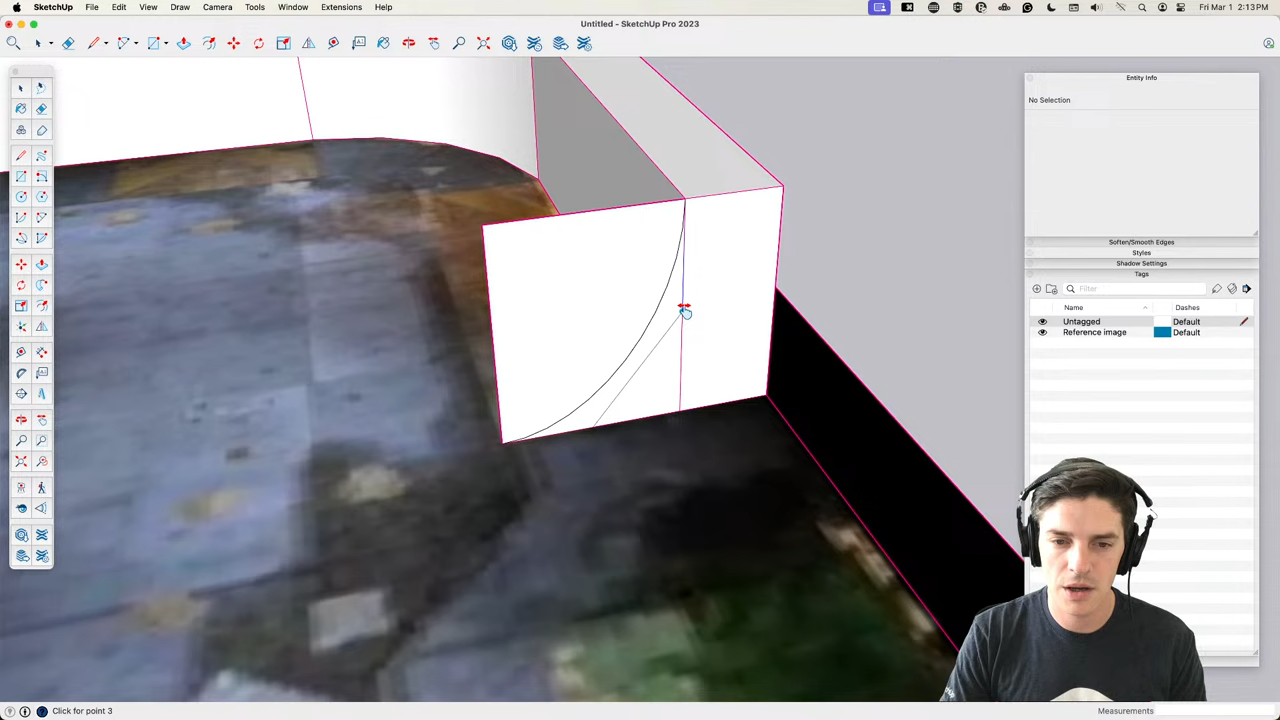 SketchUp File Edit View Draw Camera Tools Window Extensions Help Fri Mar 1 2:13 PM
Untitled - SketchUp Pro 2023
Entity Info
No Selection
Soften/Smooth Edges
Styles
Shadow Settings
Tags
Filter
Name Dashes
Untagged Default
Reference image Default
Click for point 3 Measurements